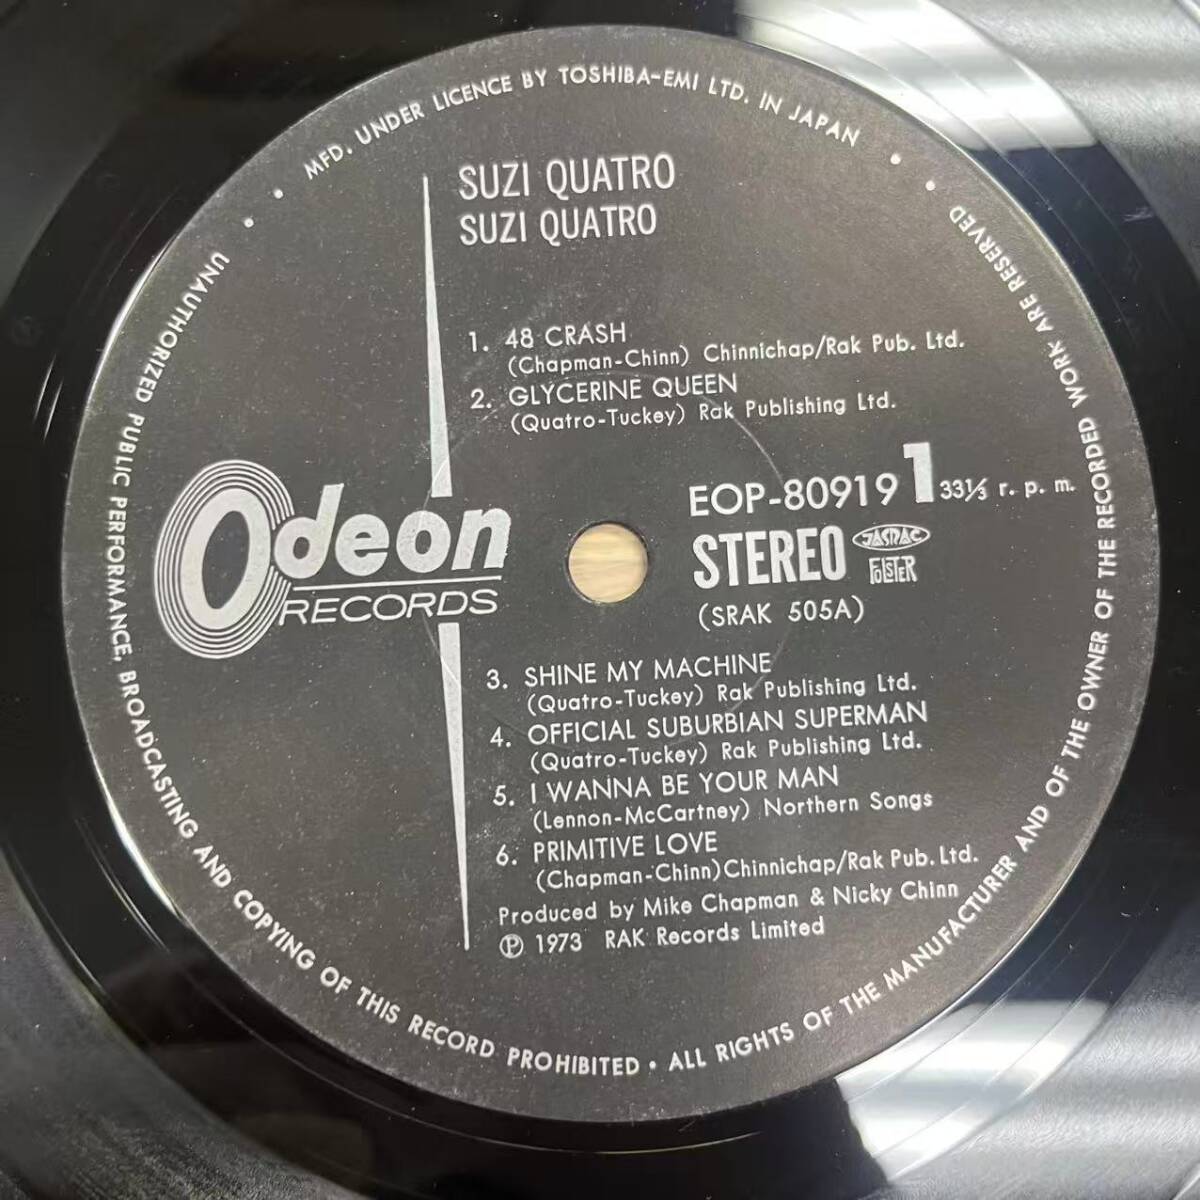 MFD. UNDER LICENCE BY TOSHIBA-EMI LTD. IN JAPAN
SUZI QUATRO
SUZI QUATRO
1. 48 CRASH
(Chapman-Chinn) Chinnichap/Rak Pub. Ltd.
2. GLYCERINE QUEEN
(Quatro-Tuckey) Rak Publishing Ltd.
Odeon
RECORDS
EOP-80919 1 33⅓ r. p. m.
STEREO JASRAC
FOLSTER
(SRAK 505A)
3. SHINE MY MACHINE
(Quatro-Tuckey) Rak Publishing Ltd.
4. OFFICIAL SUBURBIAN SUPERMAN
(Quatro-Tuckey) Rak Publishing Ltd.
5. I WANNA BE YOUR MAN
(Lennon-McCartney) Northern Songs
6. PRIMITIVE LOVE
(Chapman-Chinn) Chinnichap/Rak Pub. Ltd.
Produced by Mike Chapman & Nicky Chinn
Ⓟ 1973 RAK Records Limited
UNAUTHORIZED PUBLIC PERFORMANCE, BROADCASTING AND COPYING OF THIS RECORD PROHIBITED • ALL RIGHTS OF THE MANUFACTURER AND OF THE OWNER OF THE RECORDED WORK ARE RESERVED